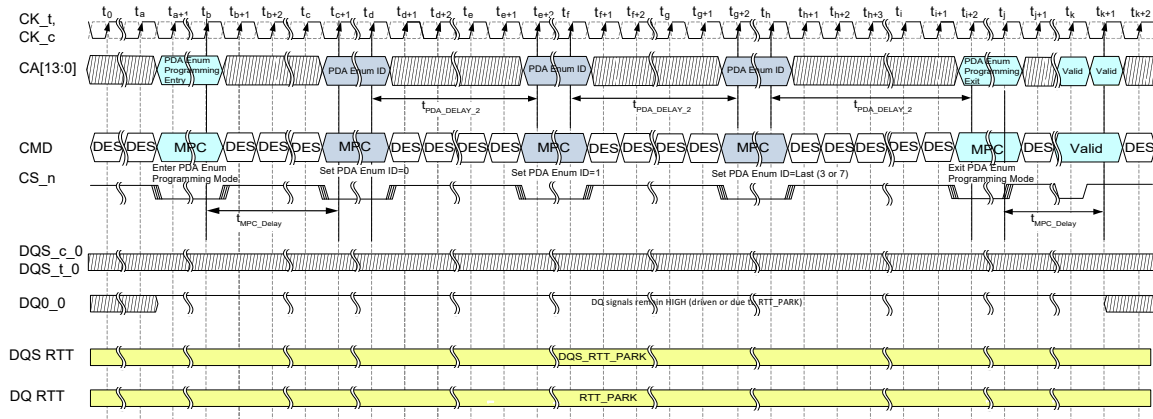 CK_t,
CK_c
t0 ta ta+1 tb tb+1 tb+2 tc tc+1 td td+1 td+2 te te+1 te+2 tf tf+1 tf+2 tg tg+1 tg+2 th th+1 th+2 th+3 ti ti+1 ti+2 tj tj+1 tk tk+1 tk+2
CA[13:0]
PDA Enum
Programming
Entry
PDA Enum ID
PDA Enum ID
PDA Enum ID
PDA Enum
Programming
Exit
Valid
Valid
tPDA_DELAY_2
tPDA_DELAY_2
tPDA_DELAY_2
CMD
DES DES MPC DES DES DES MPC DES DES DES DES MPC DES DES DES DES MPC DES DES DES DES DES MPC DES Valid DES
CS_n
Enter PDA Enum
Programming Mode
Set PDA Enum ID=0
Set PDA Enum ID=1
Set PDA Enum ID=Last (3 or 7)
Exit PDA Enum
Programming Mode
tMPC_Delay
tMPC_Delay
DQS_c_0
DQS_t_0
DQ0_0
DQ signals remain HIGH (driven or due to RTT_PARK)
DQS RTT
DQS_RTT_PARK
DQ RTT
RTT_PARK